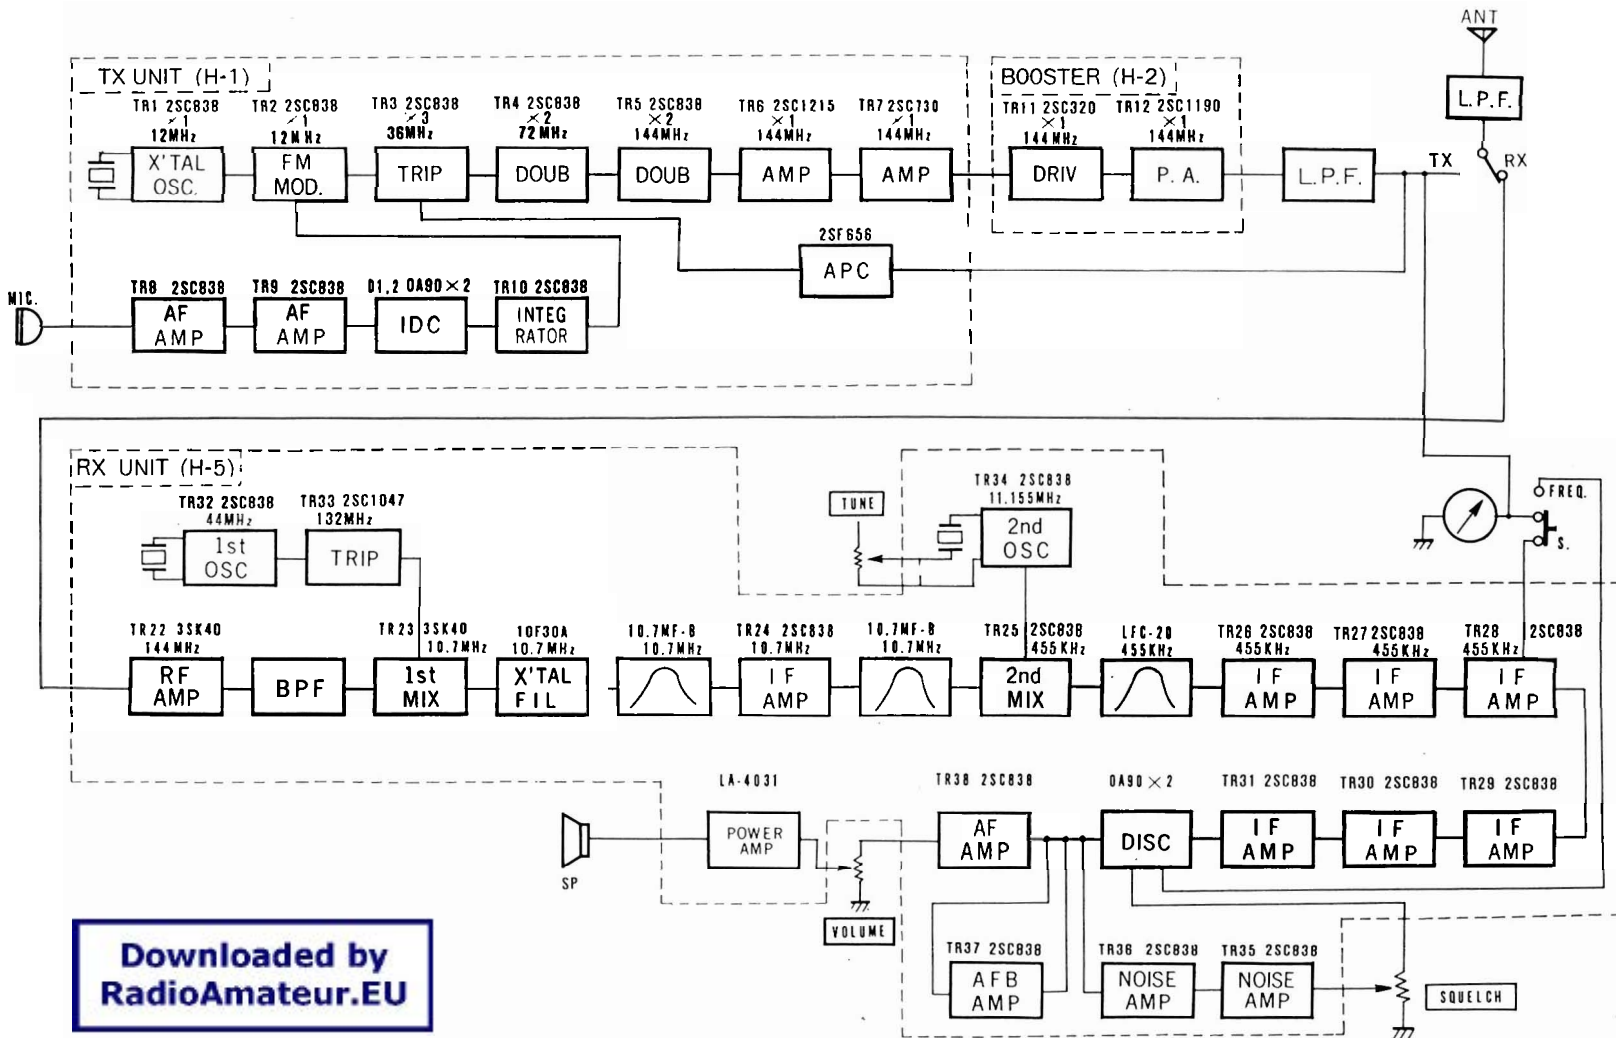 ANT
L.P.F.
TX UNIT (H-1)
BOOSTER (H-2)
TR1 2SC838
×1
12MHz
TR2 2SC838
×1
12MHz
TR3 2SC838
×3
36MHz
TR4 2SC838
×2
72MHz
TR5 2SC838
×2
144MHz
TR6 2SC1215
×1
144MHz
TR7 2SC730
×1
144MHz
TR11 2SC320
×1
144MHz
TR12 2SC1190
×1
144MHz
X'TAL
OSC.
FM
MOD.
TRIP
DOUB
DOUB
AMP
AMP
DRIV
P.A.
L.P.F.
TX
RX
2SF656
APC
MIC.
TR8 2SC838
AF
AMP
TR9 2SC838
AF
AMP
D1,2 OA90×2
IDC
TR10 2SC838
INTEG
RATOR
RX UNIT (H-5)
TR32 2SC838
44MHz
1st
OSC
TR33 2SC1047
132MHz
TRIP
TUNE
TR34 2SC838
11.155MHz
2nd
OSC
FREQ.
S.
TR22 3SK40
144MHz
RF
AMP
BPF
TR23 3SK40
10.7MHz
1st
MIX
10F30A
10.7MHz
X'TAL
FIL
10.7MF-B
10.7MHz
TR24 2SC838
10.7MHz
IF
AMP
10.7MF-B
10.7MHz
TR25 2SC838
455KHz
2nd
MIX
LFC-20
455KHz
TR26 2SC838
455KHz
IF
AMP
TR27 2SC838
455KHz
IF
AMP
TR28 2SC838
455KHz
IF
AMP
SP
LA-4031
POWER
AMP
VOLUME
TR38 2SC838
AF
AMP
OA90×2
DISC
TR31 2SC838
IF
AMP
TR30 2SC838
IF
AMP
TR29 2SC838
IF
AMP
TR37 2SC838
AFB
AMP
TR36 2SC838
NOISE
AMP
TR35 2SC838
NOISE
AMP
SQUELCH
Downloaded by
RadioAmateur.EU